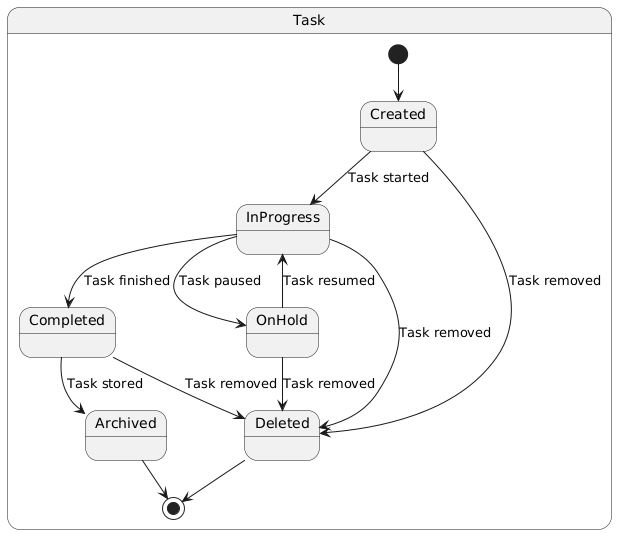 Task
Created
Task started
InProgress
Task finished
Task paused
Task resumed
Task removed
Completed
OnHold
Task removed
Task stored
Task removed
Task removed
Archived
Deleted